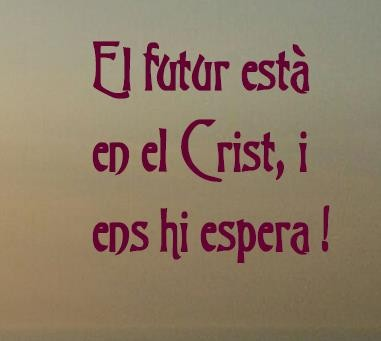 El futur està
en el Crist, i
ens hi espera !